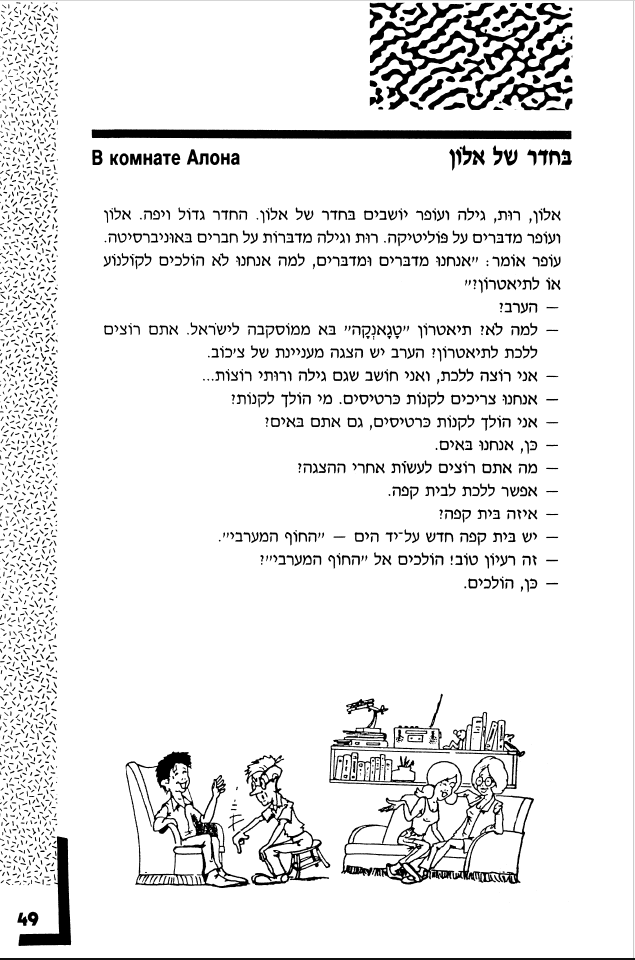 בחדר של אלון
В комнате Алона
אלון, רות, גילה ועופר יושבים בחדר של אלון. החדר גדול ויפה. אלון
ועופר מדברים על פוליטיקה. רות וגילה מדברות על חברים באוניברסיטה.
עופר אומר: "אנחנו מדברים ומדברים, למה אנחנו לא הולכים לקולנוע
או לתיאטרון?"
— הערב?
— למה לא? תיאטרון "טָגָאנְקָה" בא ממוסקבה לישראל. אתם רוצים
ללכת לתיאטרון? הערב יש הצגה מעניינת של צ'כוב.
— אני רוצה ללכת, ואני חושב שגם גילה ורותי רוצות...
— אנחנו צריכים לקנות כרטיסים. מי הולך לקנות?
— אני הולך לקנות כרטיסים, גם אתם באים?
— כן, אנחנו באים.
— מה אתם רוצים לעשות אחרי ההצגה?
— אפשר ללכת לבית קפה.
— איזה בית קפה?
— יש בית קפה חדש על־יד הים — "החוף המערבי".
— זה רעיון טוב! הולכים אל "החוף המערבי"?
— כן, הולכים.
49